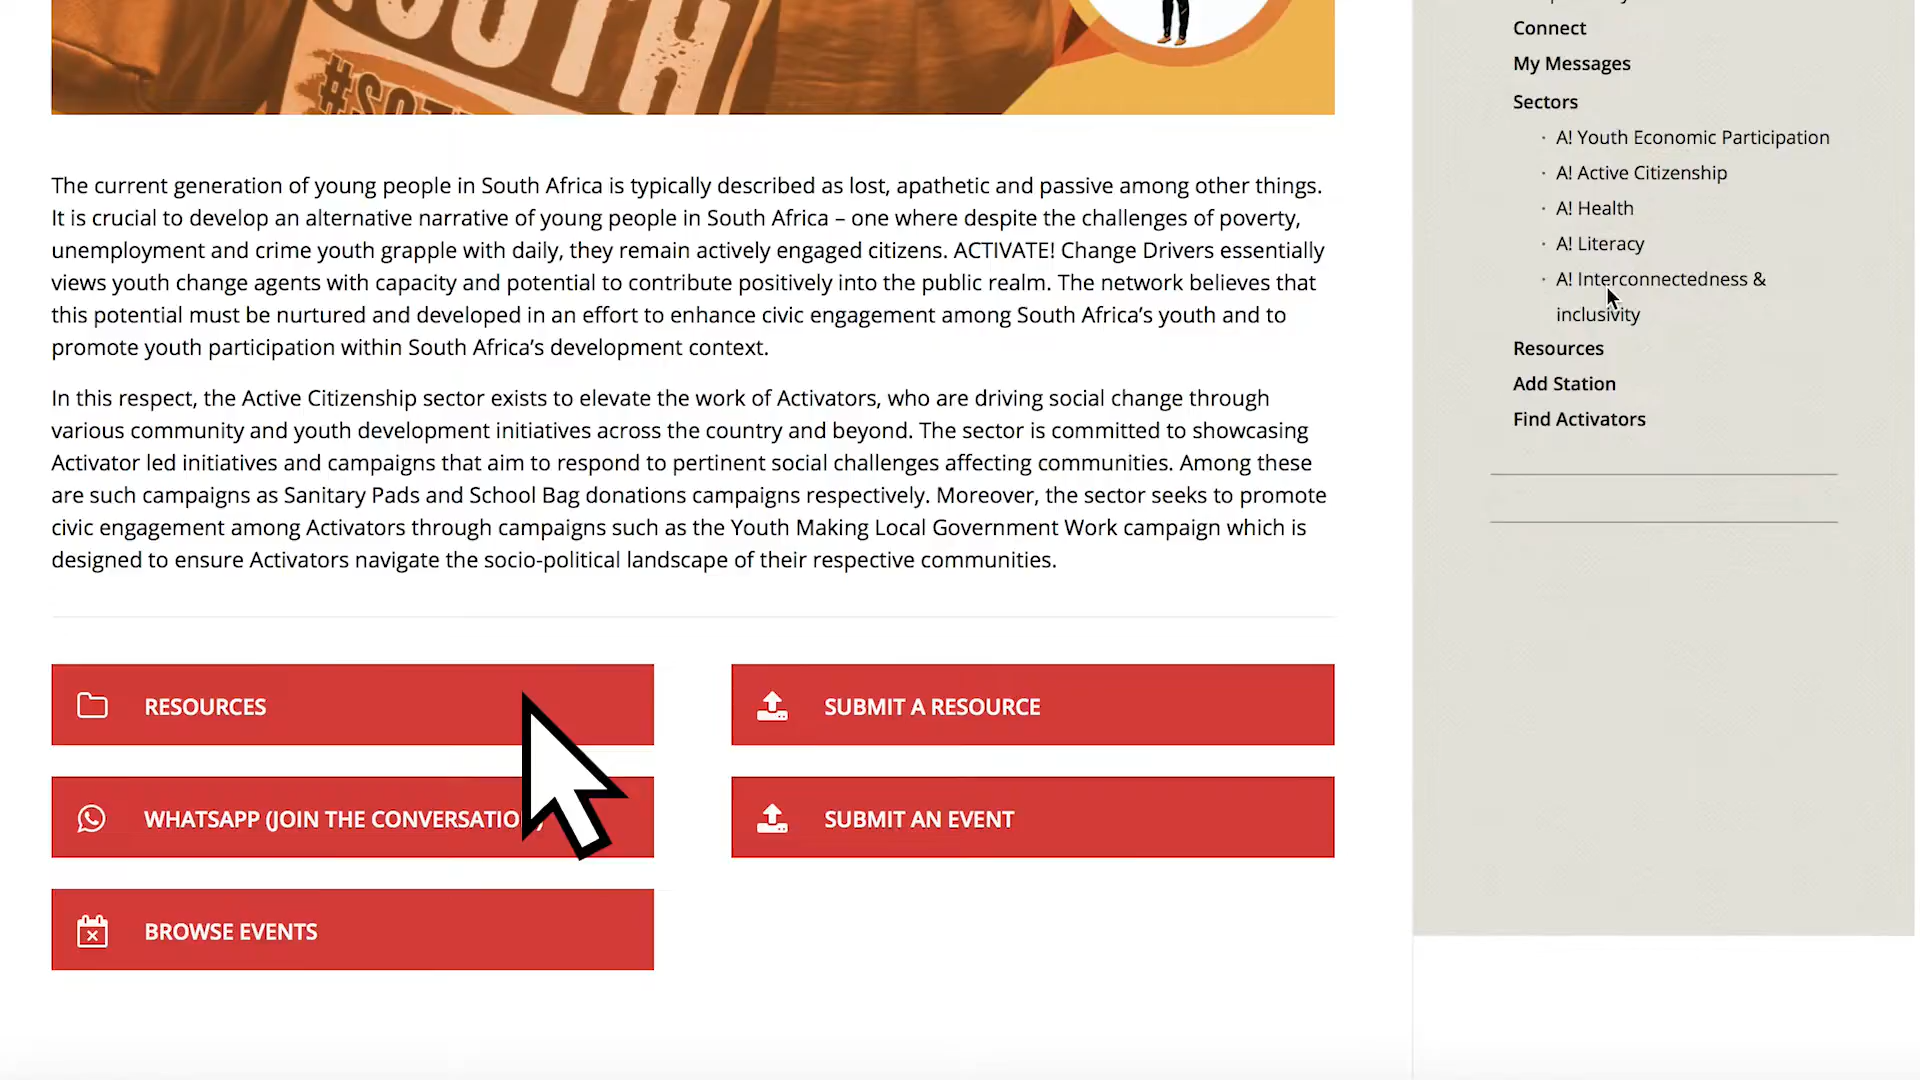 YOUTH
The current generation of young people in South Africa is typically described as lost, apathetic and passive among other things.
It is crucial to develop an alternative narrative of young people in South Africa – one where despite the challenges of poverty,
unemployment and crime youth grapple with daily, they remain actively engaged citizens. ACTIVATE! Change Drivers essentially
views youth change agents with capacity and potential to contribute positively into the public realm. The network believes that
this potential must be nurtured and developed in an effort to enhance civic engagement among South Africa’s youth and to
promote youth participation within South Africa’s development context.
In this respect, the Active Citizenship sector exists to elevate the work of Activators, who are driving social change through
various community and youth development initiatives across the country and beyond. The sector is committed to showcasing
Activator led initiatives and campaigns that aim to respond to pertinent social challenges affecting communities. Among these
are such campaigns as Sanitary Pads and School Bag donations campaigns respectively. Moreover, the sector seeks to promote
civic engagement among Activators through campaigns such as the Youth Making Local Government Work campaign which is
designed to ensure Activators navigate the socio-political landscape of their respective communities.
RESOURCES
SUBMIT A RESOURCE
WHATSAPP (JOIN THE CONVERSATION)
SUBMIT AN EVENT
BROWSE EVENTS
Connect
My Messages
Sectors
· A! Youth Economic Participation
· A! Active Citizenship
· A! Health
· A! Literacy
· A! Interconnectedness &
inclusivity
Resources
Add Station
Find Activators